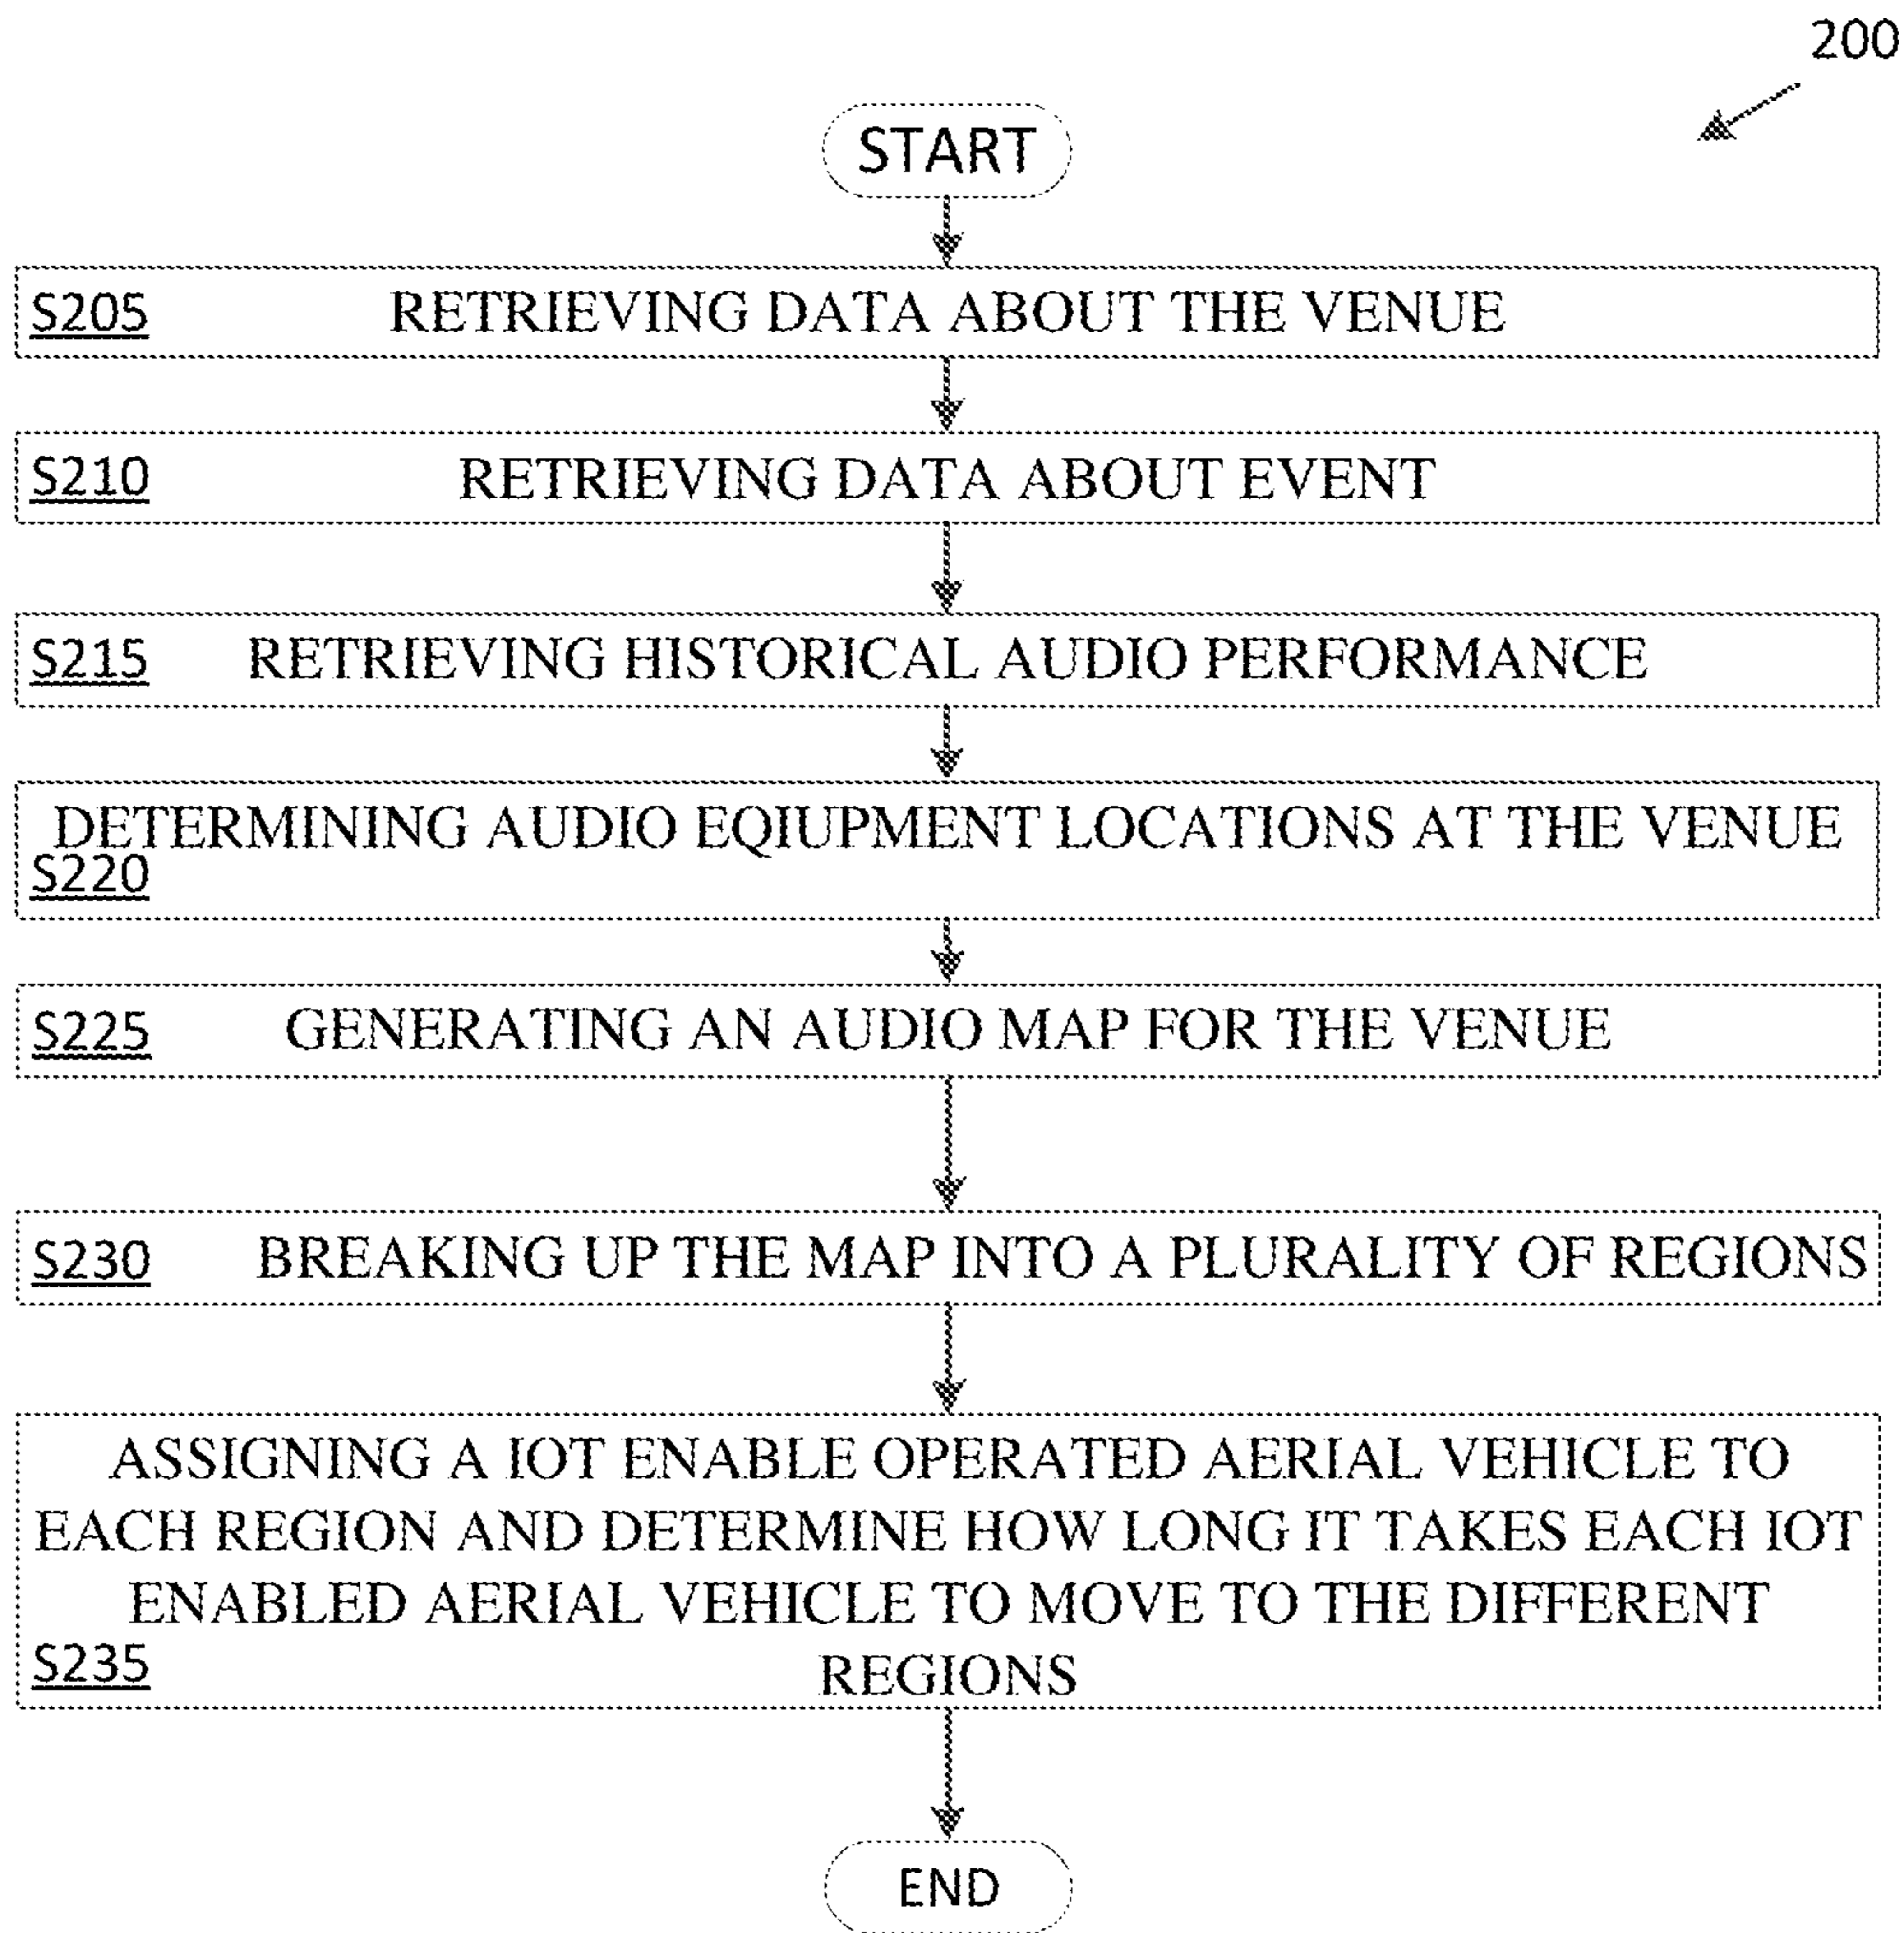 200
START
S205 RETRIEVING DATA ABOUT THE VENUE
S210 RETRIEVING DATA ABOUT EVENT
S215 RETRIEVING HISTORICAL AUDIO PERFORMANCE
DETERMINING AUDIO EQIUPMENT LOCATIONS AT THE VENUE
S220
S225 GENERATING AN AUDIO MAP FOR THE VENUE
S230 BREAKING UP THE MAP INTO A PLURALITY OF REGIONS
ASSIGNING A IOT ENABLE OPERATED AERIAL VEHICLE TO
EACH REGION AND DETERMINE HOW LONG IT TAKES EACH IOT
ENABLED AERIAL VEHICLE TO MOVE TO THE DIFFERENT
S235 REGIONS
END